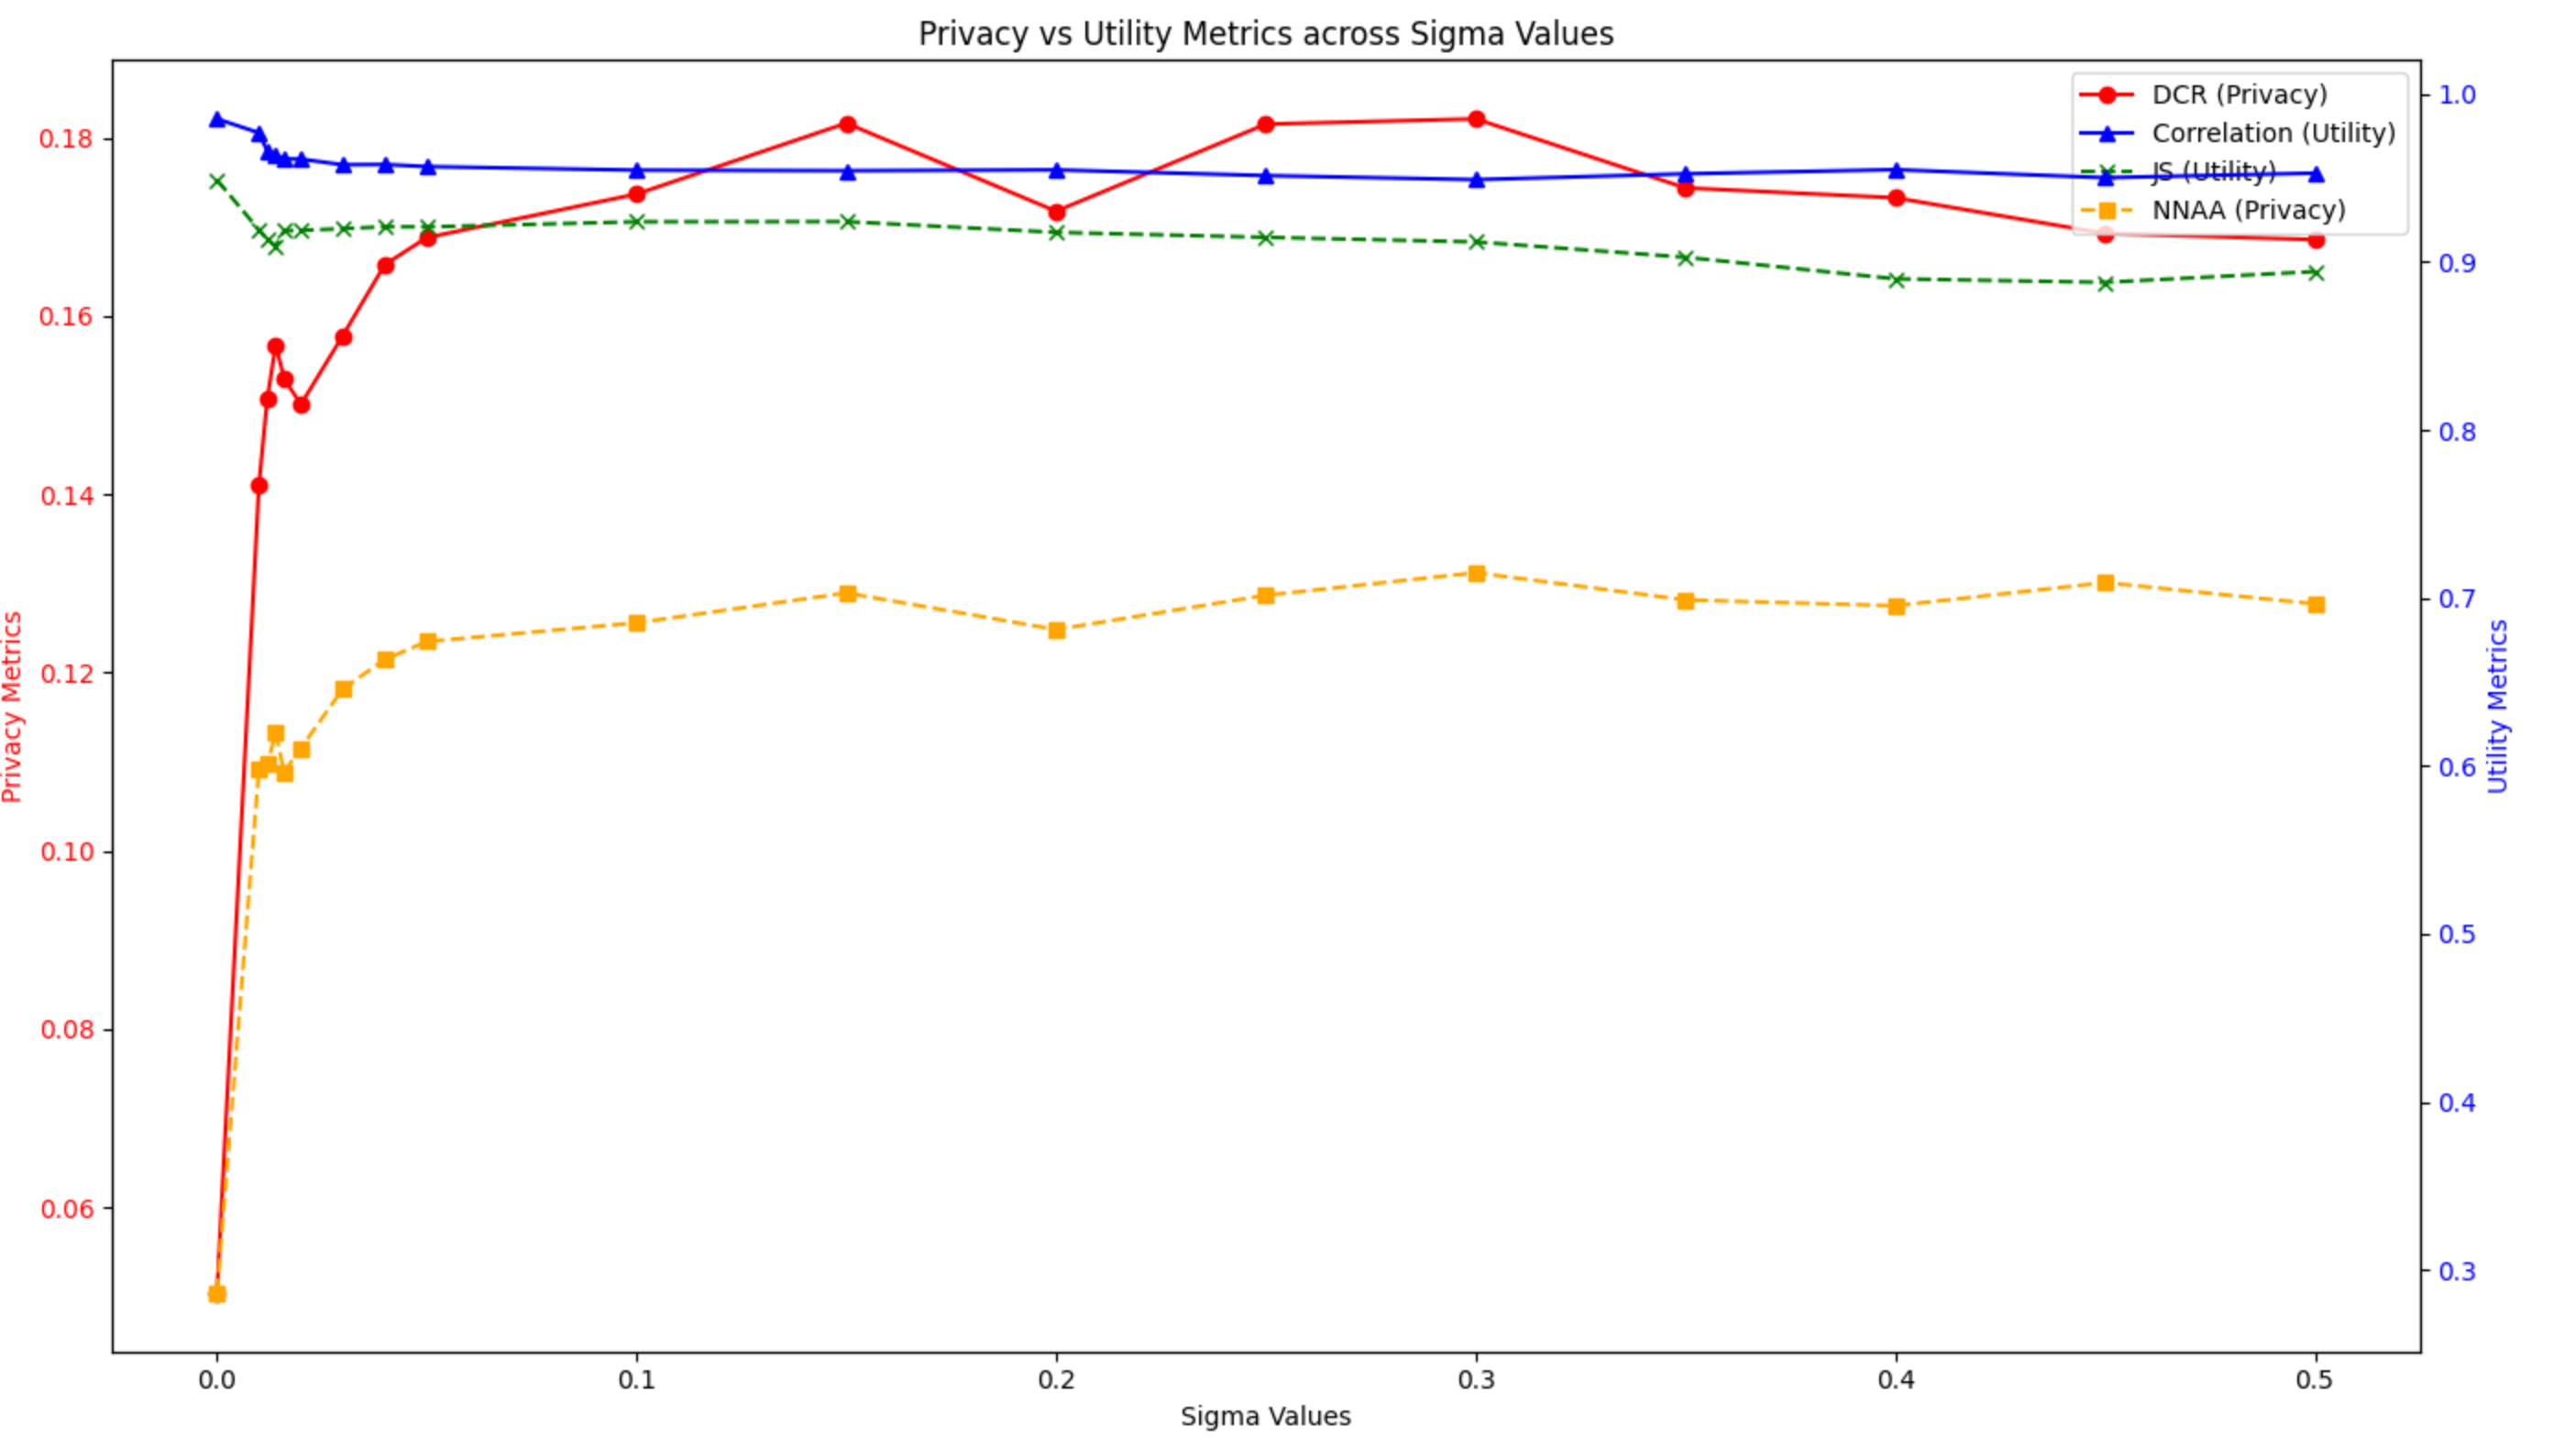 Privacy vs Utility Metrics across Sigma Values
DCR (Privacy)
Correlation (Utility)
JS (Utility)
NNAA (Privacy)
Privacy Metrics
0.18
0.16
0.14
0.12
0.10
0.08
0.06
1.0
0.9
0.8
0.7
0.6
0.5
0.4
0.3
Utility Metrics
0.0 0.1 0.2 0.3 0.4 0.5
Sigma Values